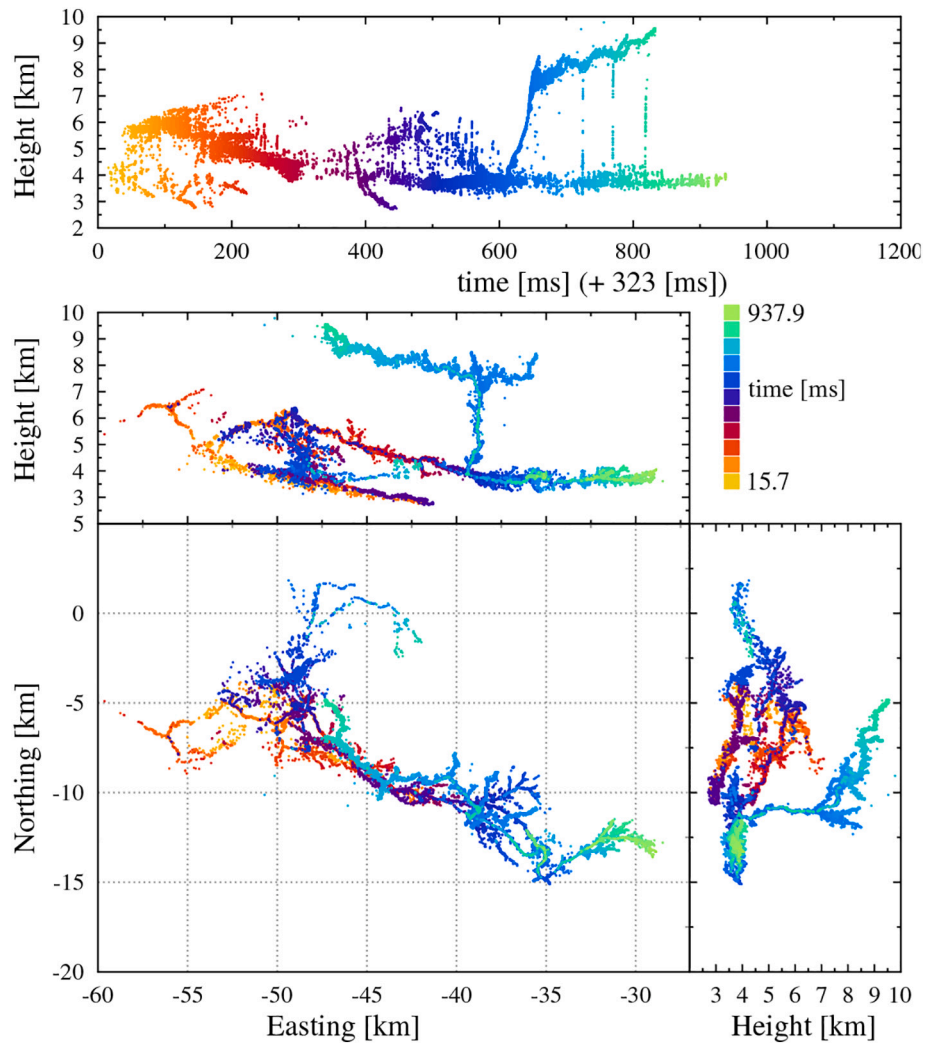 10
9
8
7
6
5
4
3
2
Height [km]
0 200 400 600 800 1000 1200
time [ms] (+ 323 [ms])
10
9
8
7
6
5
4
3
Height [km]
937.9
time [ms]
15.7
5
0
-5
-10
-15
-20
Northing [km]
-60 -55 -50 -45 -40 -35 -30
Easting [km]
3 4 5 6 7 8 9 10
Height [km]